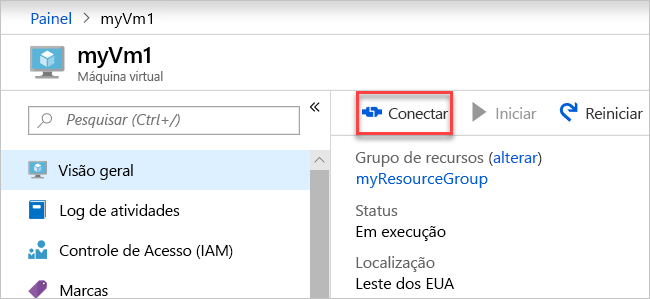 Painel > myVm1
myVm1
Máquina virtual
Pesquisar (Ctrl+/)
«
Visão geral
Log de atividades
Controle de Acesso (IAM)
Marcas
Conectar Iniciar Reiniciar
Grupo de recursos (alterar)
myResourceGroup
Status
Em execução
Localização
Leste dos EUA